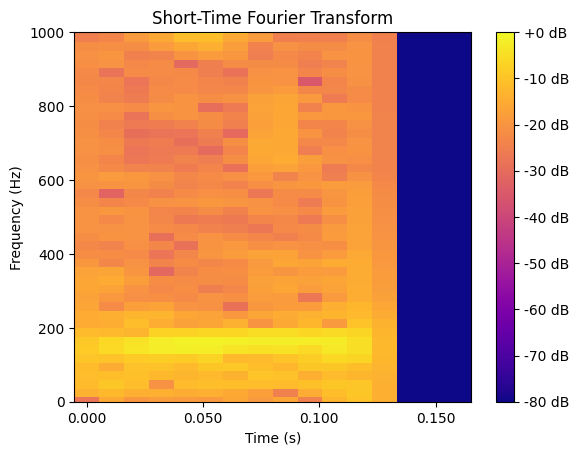 Short-Time Fourier Transform
1000
800
600
400
200
0
Frequency (Hz)
0.000
0.050
0.100
0.150
Time (s)
+0 dB
-10 dB
-20 dB
-30 dB
-40 dB
-50 dB
-60 dB
-70 dB
-80 dB